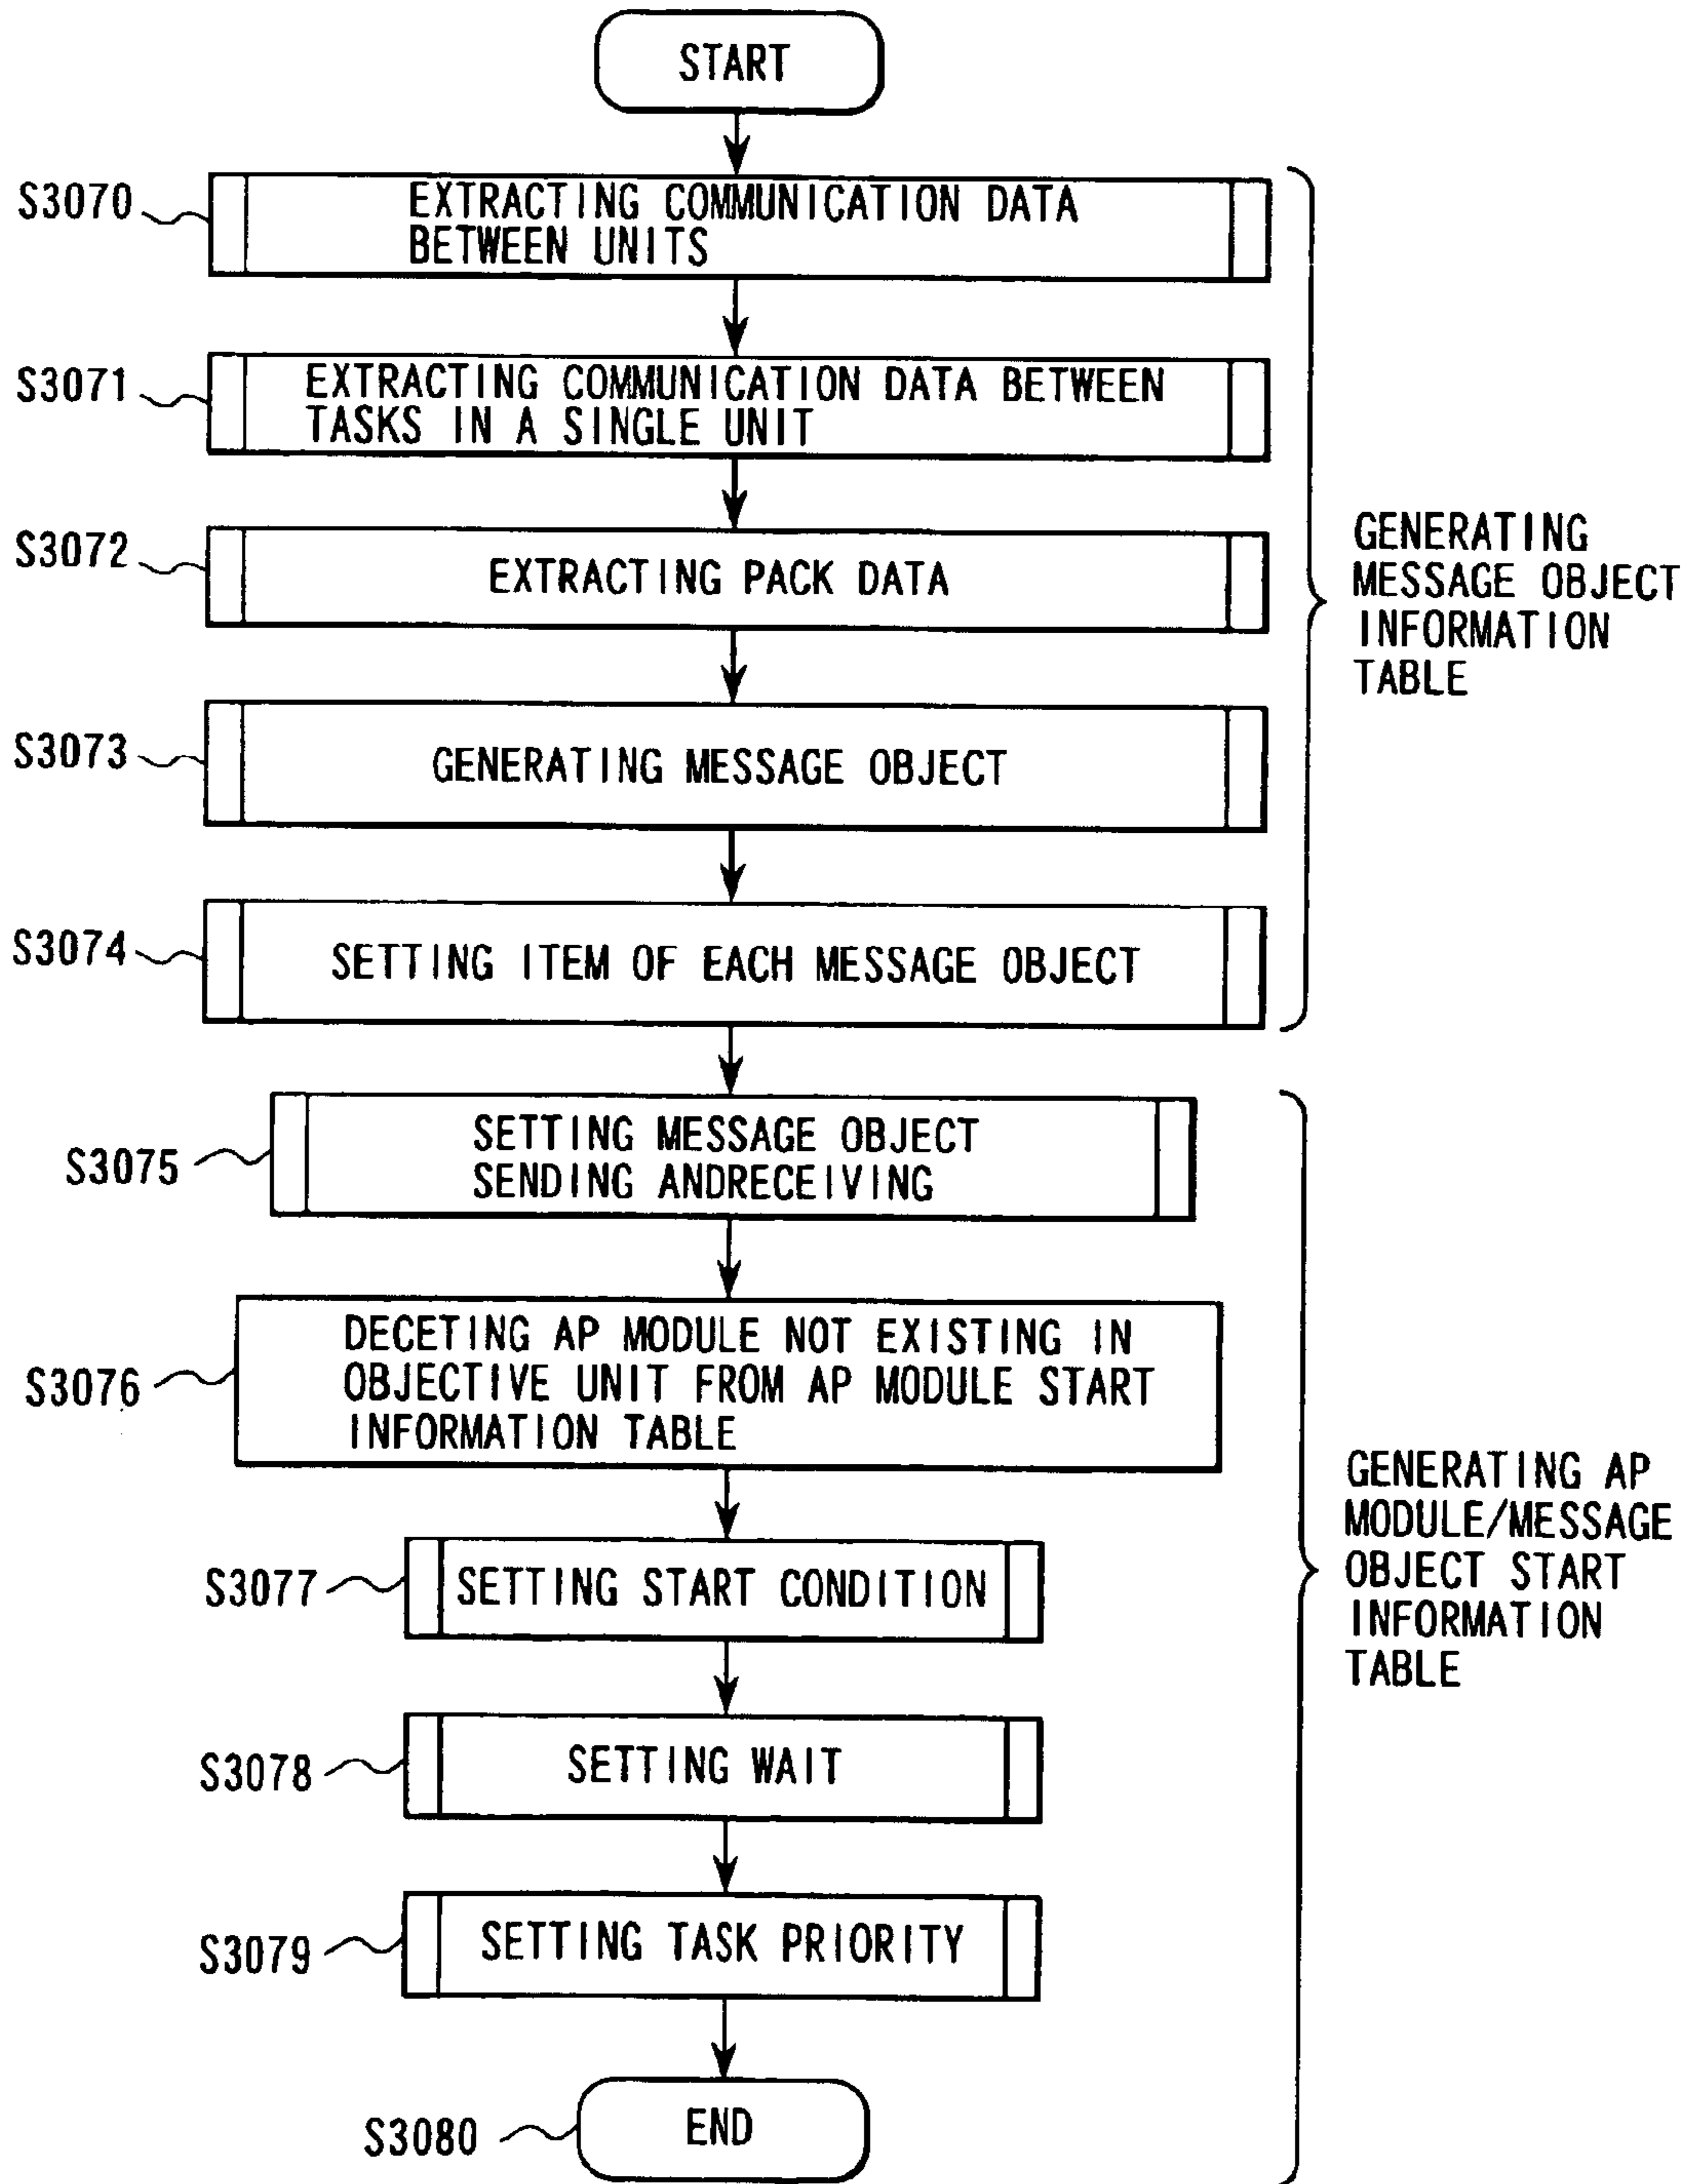 START
S3070
EXTRACTING COMMUNICATION DATA
BETWEEN UNITS
S3071
EXTRACTING COMMUNICATION DATA BETWEEN
TASKS IN A SINGLE UNIT
S3072
EXTRACTING PACK DATA
GENERATING
MESSAGE OBJECT
INFORMATION
TABLE
S3073
GENERATING MESSAGE OBJECT
S3074
SETTING ITEM OF EACH MESSAGE OBJECT
S3075
SETTING MESSAGE OBJECT
SENDING ANDRECEIVING
S3076
DECETING AP MODULE NOT EXISTING IN
OBJECTIVE UNIT FROM AP MODULE START
INFORMATION TABLE
GENERATING AP
MODULE/MESSAGE
OBJECT START
INFORMATION
TABLE
S3077
SETTING START CONDITION
S3078
SETTING WAIT
S3079
SETTING TASK PRIORITY
S3080
END